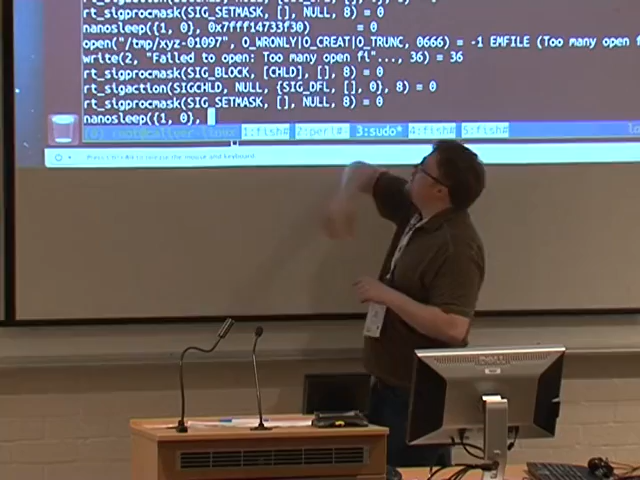 rt_sigprocmask(SIG_SETMASK, [], NULL, 8) = 0
nanosleep({1, 0}, 0x7fff14733f30) = 0
open("/tmp/xyz-01097", O_WRONLY|O_CREAT|O_TRUNC, 0666) = -1 EMFILE (Too many open fi
write(2, "Failed to open: Too many open fi"..., 36) = 36
rt_sigprocmask(SIG_BLOCK, [CHLD], [], 8) = 0
rt_sigaction(SIGCHLD, NULL, {SIG_DFL, [], 0}, 8) = 0
rt_sigprocmask(SIG_SETMASK, [], NULL, 8) = 0
nanosleep({1, 0},
1:fish# 2:perl#- 3:sudo* 4:fish# 5:fish#
DELL